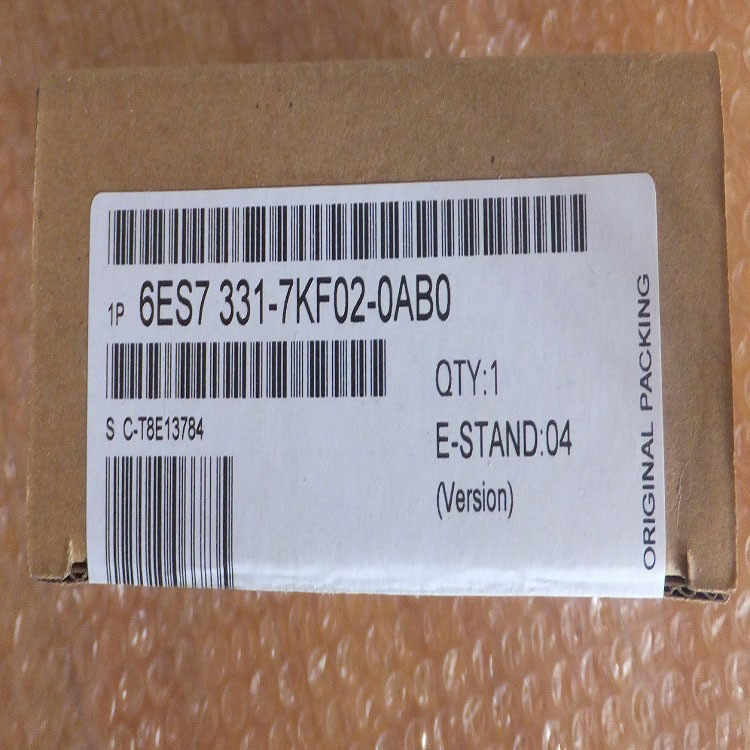 1P 6ES7 331-7KF02-0AB0
S C-T8E13784
QTY:1
E-STAND:04
(Version)
ORIGINAL PACKING